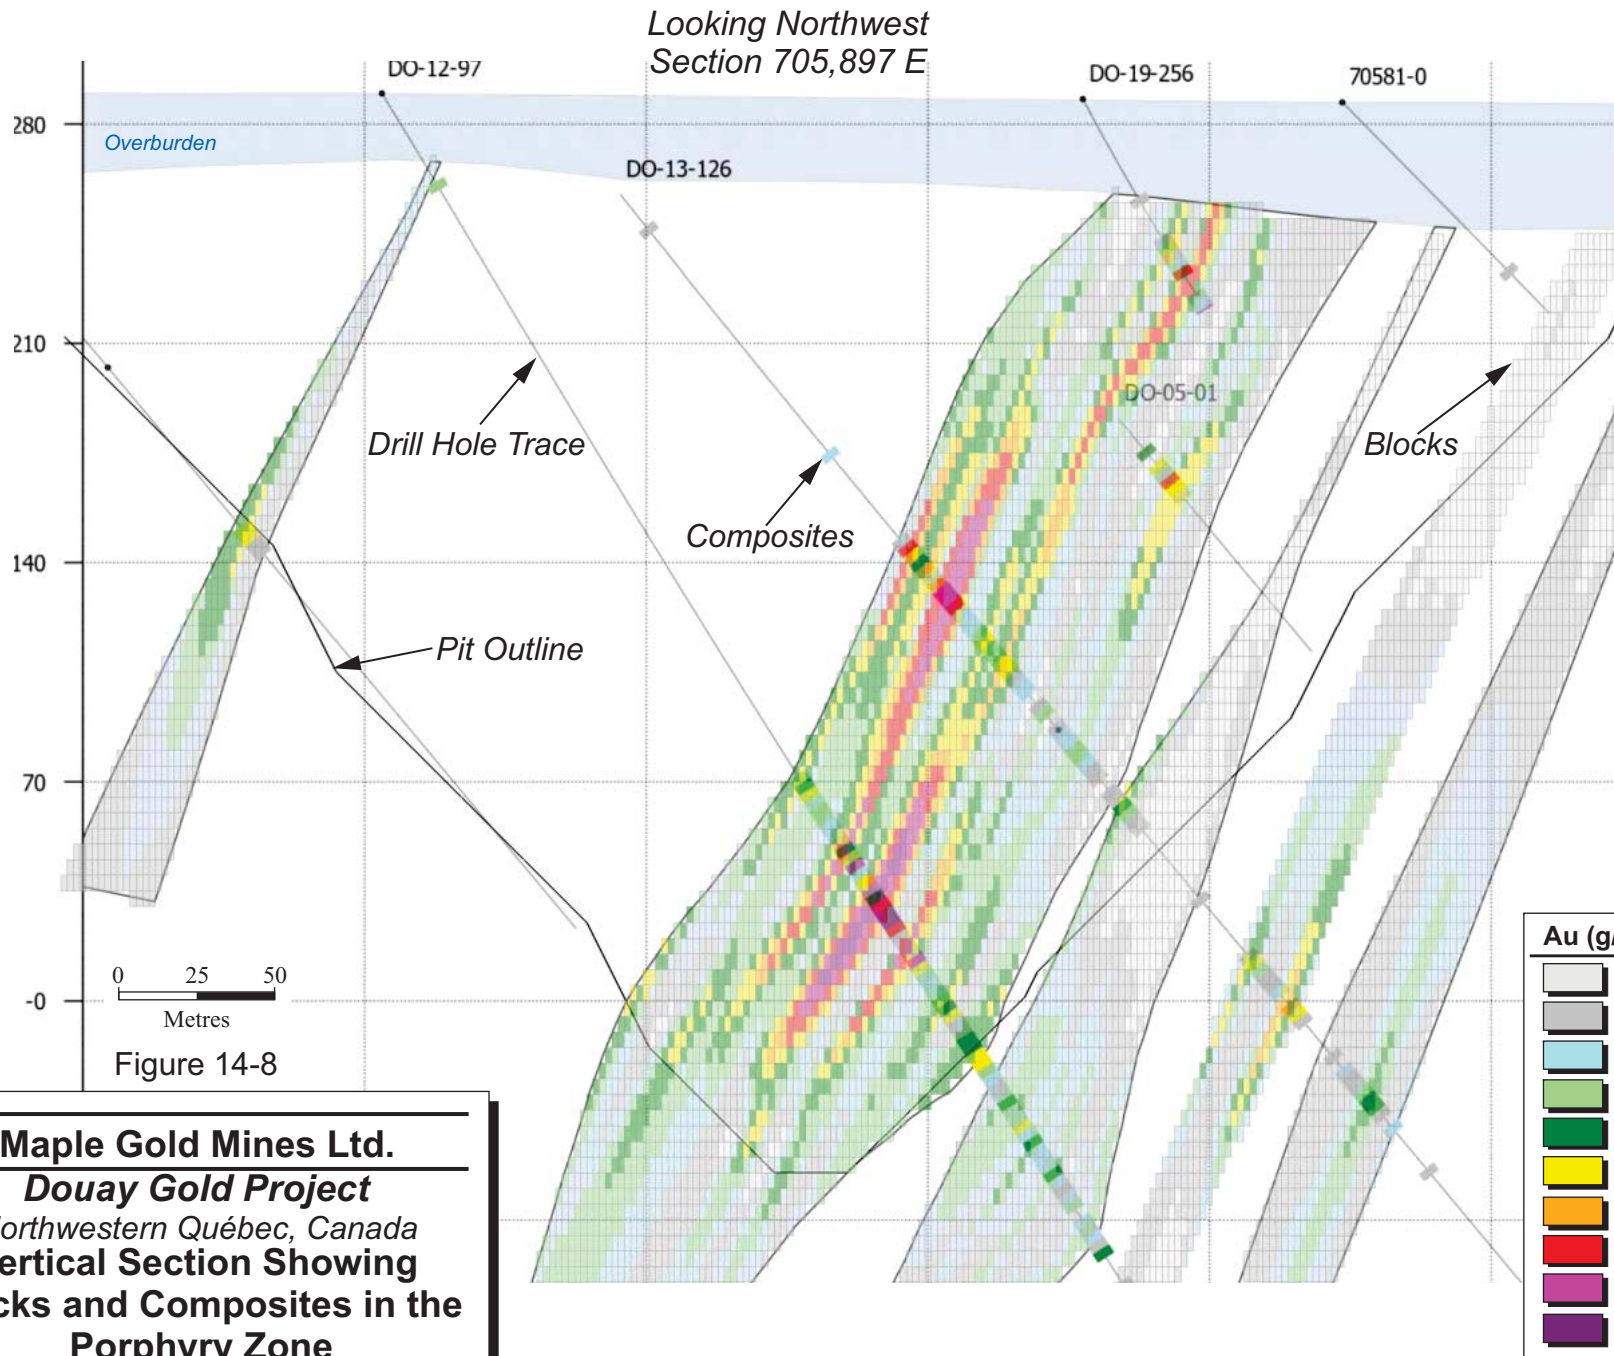 Looking Northwest
Section 705,897 E
DO-12-97
DO-19-256
70581-0
280
Overburden
DO-13-126
210
DO-05-01
Drill Hole Trace
Blocks
Composites
140
Pit Outline
70
Au (g/
0 25 50
-0
Metres
Figure 14-8
Maple Gold Mines Ltd.
Douay Gold Project
orthwestern Québec, Canada
ertical Section Showing
cks and Composites in the
Porphyry Zone